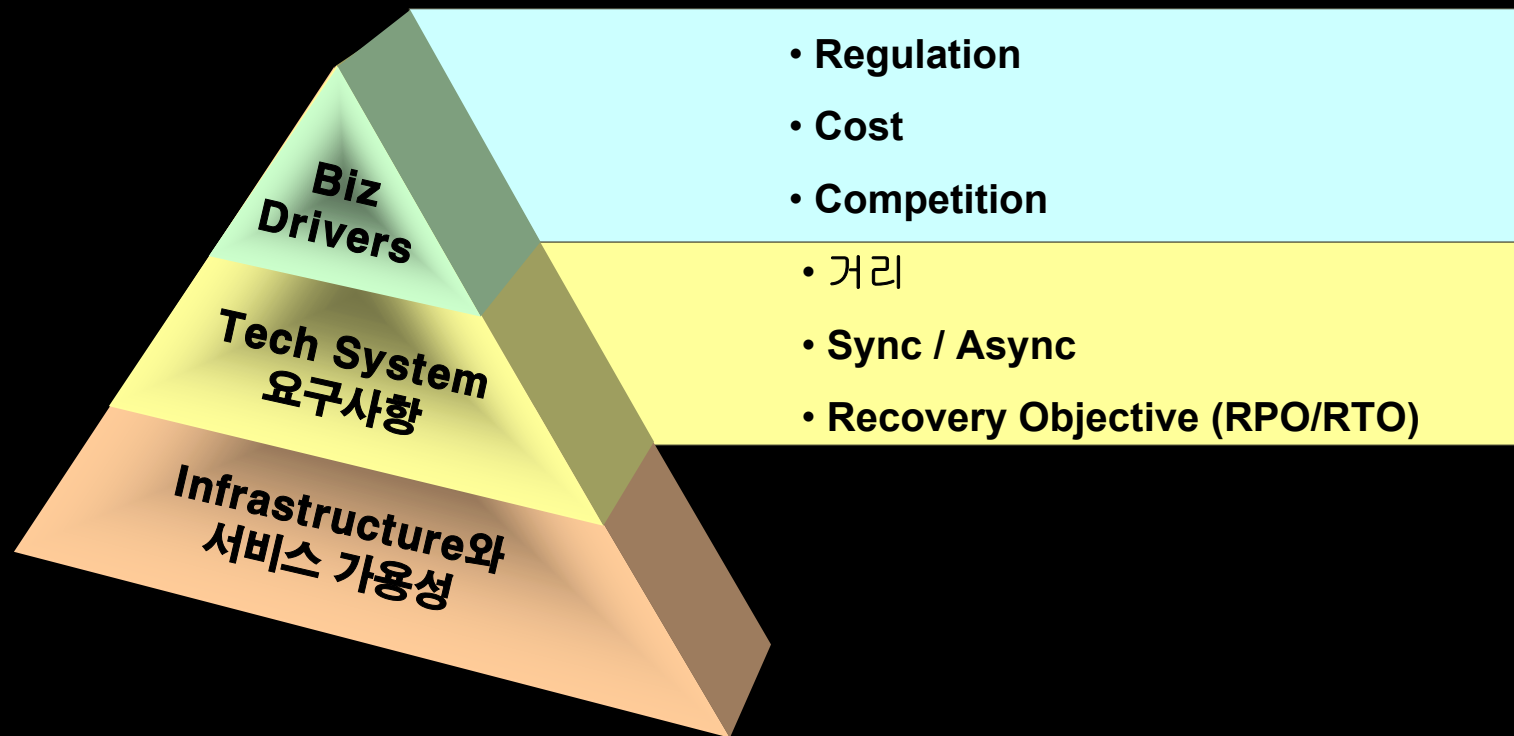 Biz
Drivers
• Regulation
• Cost
• Competition
Tech System
요구사항
• 거리
• Sync / Async
• Recovery Objective (RPO/RTO)
Infrastructure와
서비스 가용성